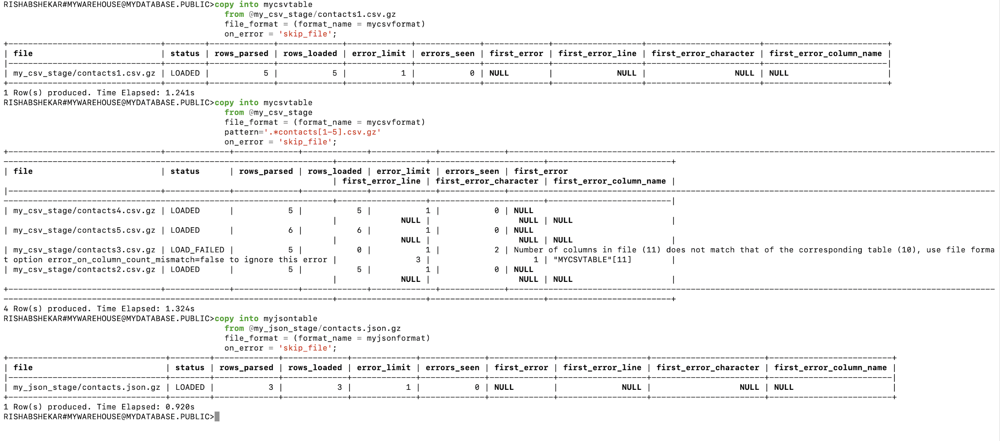 RISHABSHEKAR#MYWAREHOUSE@MYDATABASE.PUBLIC>copy into mycsvtable
from @my_csv_stage/contacts1.csv.gz
file_format = (format_name = mycsvformat)
on_error = 'skip_file';
| file | status | rows_parsed | rows_loaded | error_limit | errors_seen | first_error | first_error_line | first_error_character | first_error_column_name |
| my_csv_stage/contacts1.csv.gz | LOADED | 5 | 5 | 1 | 0 | NULL | NULL | NULL | NULL |
1 Row(s) produced. Time Elapsed: 1.241s
RISHABSHEKAR#MYWAREHOUSE@MYDATABASE.PUBLIC>copy into mycsvtable
from @my_csv_stage
file_format = (format_name = mycsvformat)
pattern='.*contacts[1-5].csv.gz'
on_error = 'skip_file';
| file | status | rows_parsed | rows_loaded | error_limit | errors_seen | first_error
| first_error_line | first_error_character | first_error_column_name |
| my_csv_stage/contacts4.csv.gz | LOADED | 5 | 5 | 1 | 0 | NULL
| NULL | NULL | NULL |
| my_csv_stage/contacts5.csv.gz | LOADED | 6 | 6 | 1 | 0 | NULL
| NULL | NULL | NULL |
| my_csv_stage/contacts3.csv.gz | LOAD_FAILED | 5 | 0 | 1 | 2 | Number of columns in file (11) does not match that of the corresponding table (10), use file forma
t option error_on_column_count_mismatch=false to ignore this error | 3 | 1 | "MYCSVTABLE"[11] |
| my_csv_stage/contacts2.csv.gz | LOADED | 5 | 5 | 1 | 0 | NULL
| NULL | NULL | NULL |
4 Row(s) produced. Time Elapsed: 1.324s
RISHABSHEKAR#MYWAREHOUSE@MYDATABASE.PUBLIC>copy into myjsontable
from @my_json_stage/contacts.json.gz
file_format = (format_name = myjsonformat)
on_error = 'skip_file';
| file | status | rows_parsed | rows_loaded | error_limit | errors_seen | first_error | first_error_line | first_error_character | first_error_column_name |
| my_json_stage/contacts.json.gz | LOADED | 3 | 3 | 1 | 0 | NULL | NULL | NULL | NULL |
1 Row(s) produced. Time Elapsed: 0.920s
RISHABSHEKAR#MYWAREHOUSE@MYDATABASE.PUBLIC>